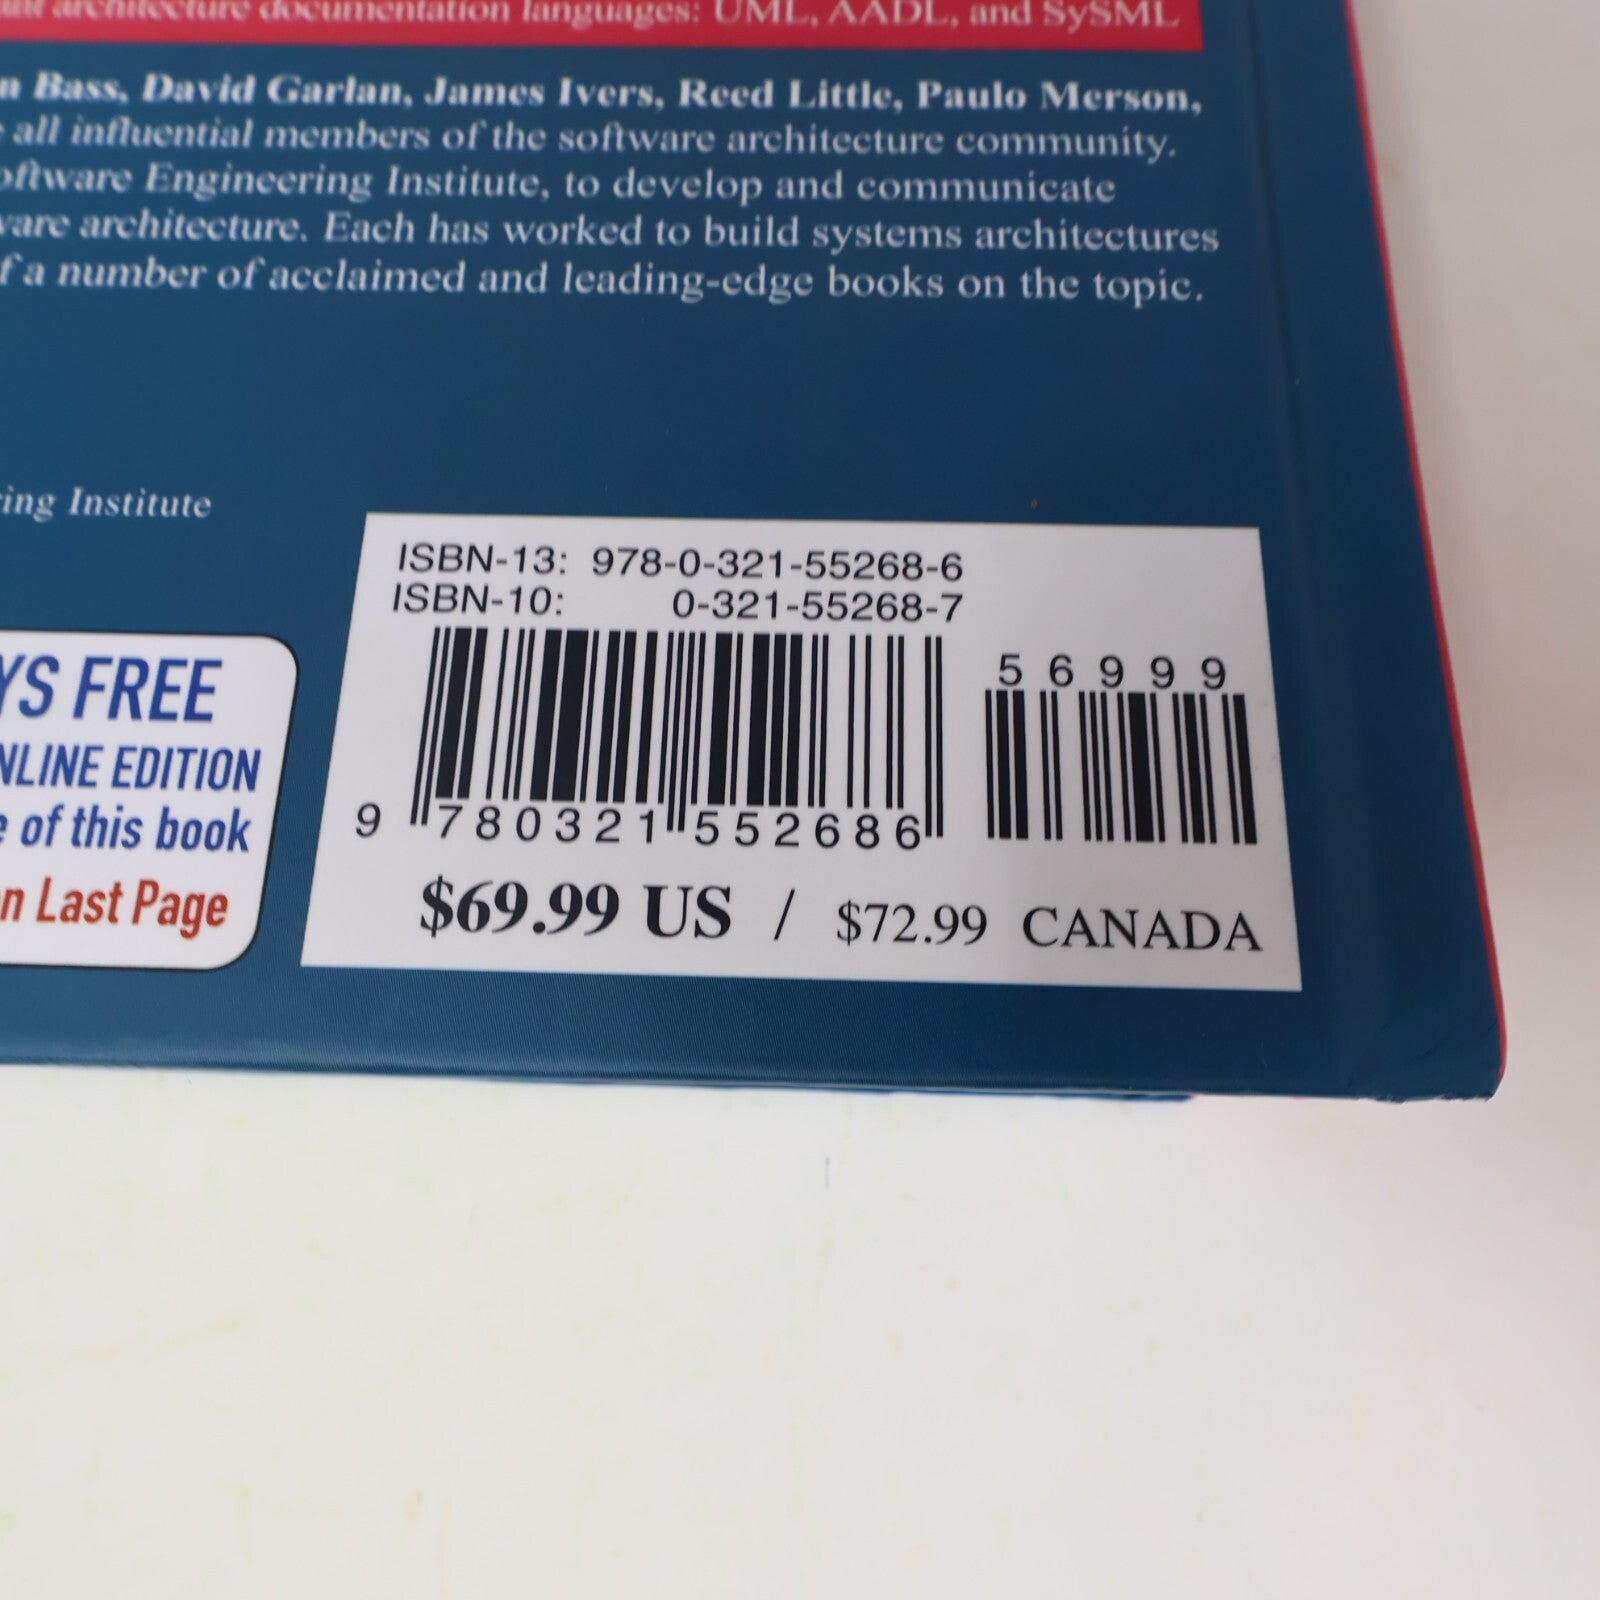 architecture documentation languages: UML, AADL, and SySML
n Bass, David Garlan, James Ivers, Reed Little, Paulo Merson,
all influential members of the software architecture community.
oftware Engineering Institute, to develop and communicate
ware architecture. Each has worked to build systems architectures
f a number of acclaimed and leading-edge books on the topic.
ring Institute
YS FREE
NLINE EDITION
e of this book
n Last Page
ISBN-13: 978-0-321-55268-6
ISBN-10: 0-321-55268-7
56999
9 780321 552686
$69.99 US / $72.99 CANADA